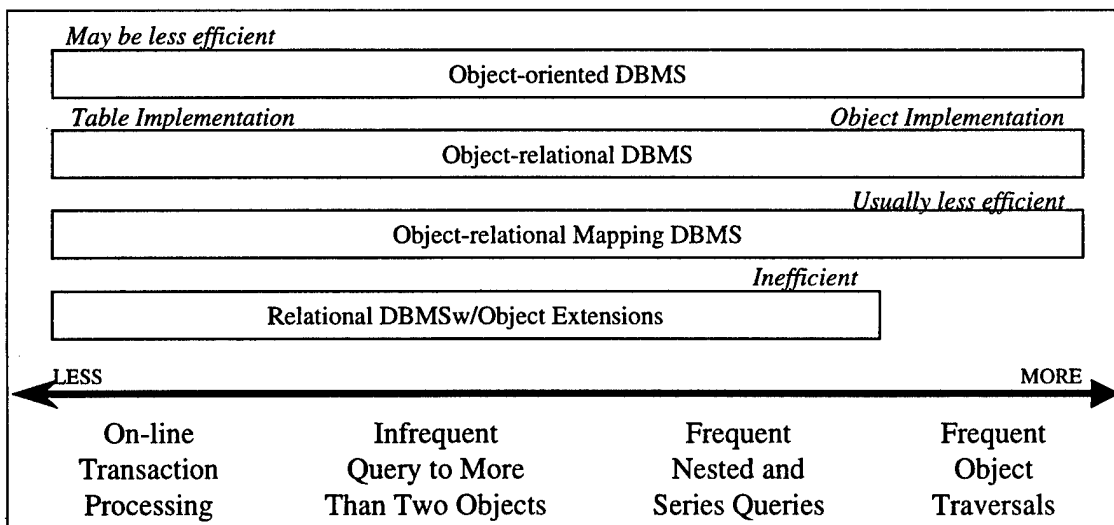 May be less efficient
Object-oriented DBMS
Table Implementation Object Implementation
Object-relational DBMS
Usually less efficient
Object-relational Mapping DBMS
Inefficient
Relational DBMSw/Object Extensions
LESS MORE
On-line
Transaction
Processing
Infrequent
Query to More
Than Two Objects
Frequent
Nested and
Series Queries
Frequent
Object
Traversals